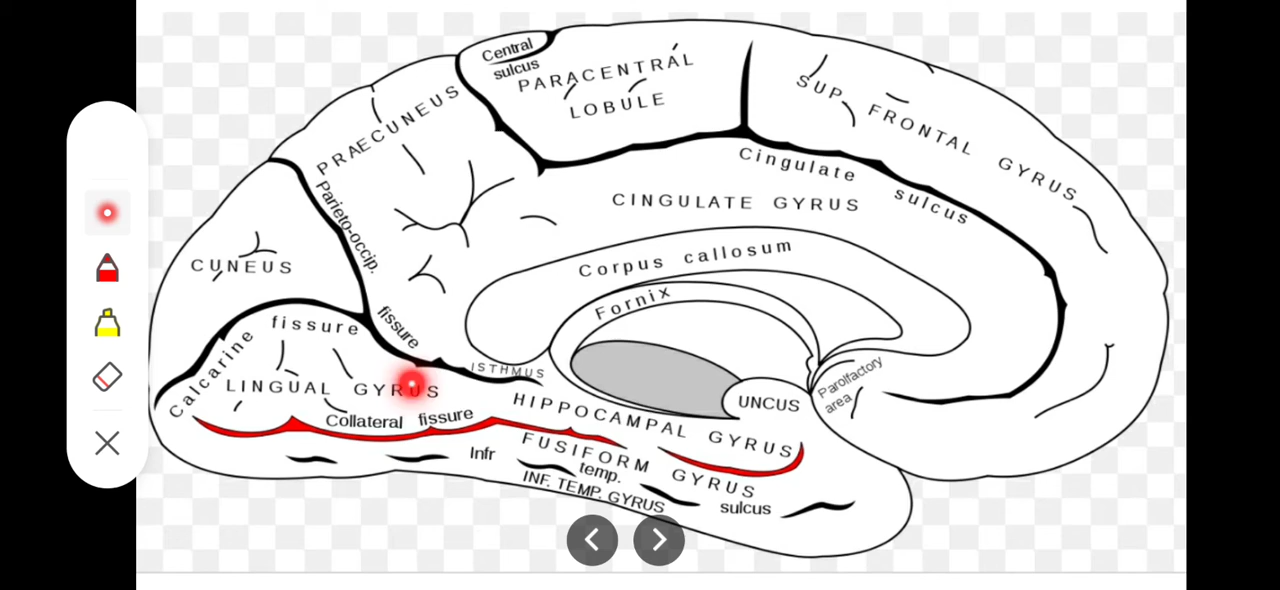 Central
sulcus
PARACENTRAL
LOBULE
SUP FRONTAL GYRUS
PRAECUNEUS
Cingulate sulcus
Parieto-occip.
fissure
CINGULATE GYRUS
CUNEUS
Corpus callosum
Fornix
Calcarine fissure
ISTHMUS
Parolfactory
area
LINGUAL GYRUS
UNCUS
HIPPOCAMPAL GYRUS
Collateral fissure
FUSIFORM GYRUS
Infr temp. sulcus
INF. TEMP. GYRUS